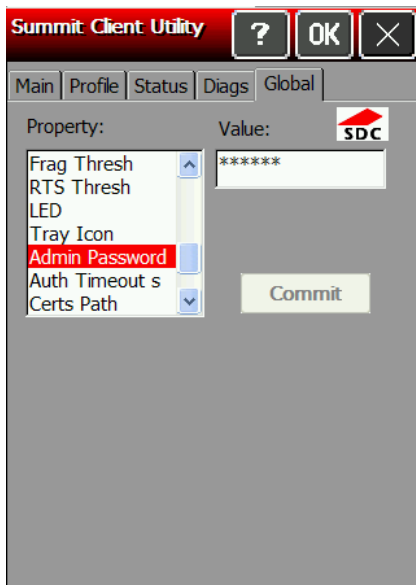 Summit Client Utility ? OK
Main Profile Status Diags Global
Property: Value: SDC
Frag Thresh ******
RTS Thresh
LED
Tray Icon
Admin Password
Auth Timeout s
Certs Path
Commit